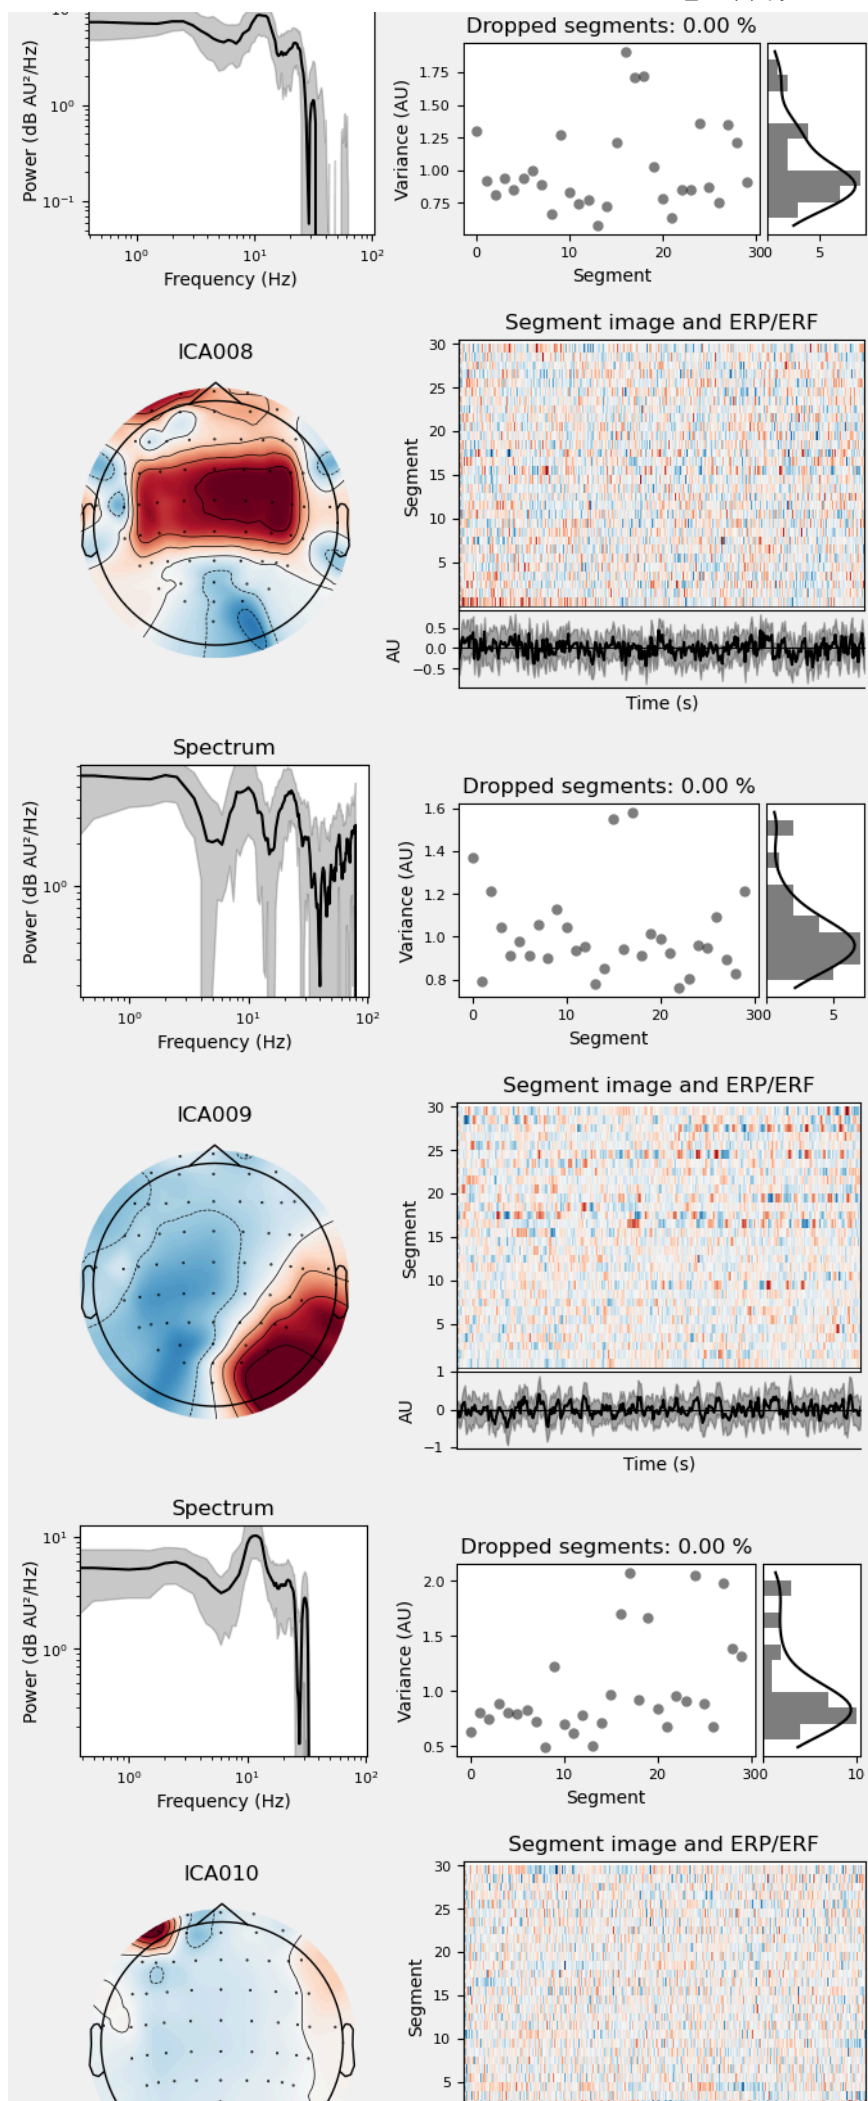 Dropped segments: 0.00 %
Power (dB AU²/Hz)
10⁰
10⁻¹
10⁰
10¹
10²
Frequency (Hz)
Variance (AU)
1.75
1.50
1.25
1.00
0.75
0
10
20
30
0
5
Segment
ICA008
Segment image and ERP/ERF
Segment
30
25
20
15
10
5
AU
0.5
0.0
−0.5
Time (s)
Spectrum
Power (dB AU²/Hz)
10⁰
10⁰
10¹
10²
Frequency (Hz)
Dropped segments: 0.00 %
Variance (AU)
1.6
1.4
1.2
1.0
0.8
0
10
20
30
0
5
Segment
ICA009
Segment image and ERP/ERF
Segment
30
25
20
15
10
5
AU
1
0
−1
Time (s)
Spectrum
Power (dB AU²/Hz)
10¹
10⁰
10⁰
10¹
10²
Frequency (Hz)
Dropped segments: 0.00 %
Variance (AU)
2.0
1.5
1.0
0.5
0
10
20
30
0
10
Segment
ICA010
Segment image and ERP/ERF
Segment
30
25
20
15
10
5